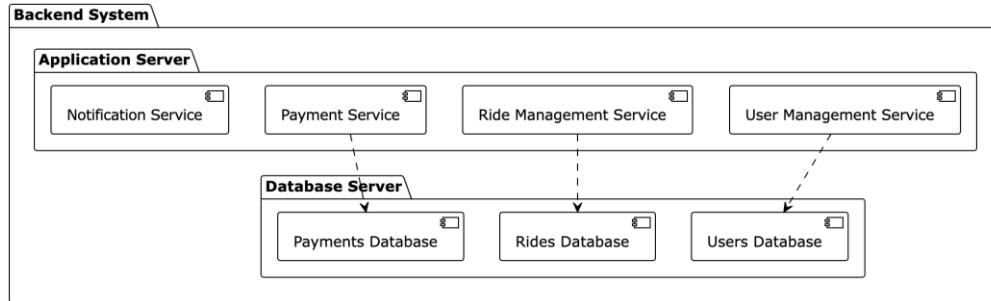 Backend System
Application Server
Notification Service
Payment Service
Ride Management Service
User Management Service
Database Server
Payments Database
Rides Database
Users Database